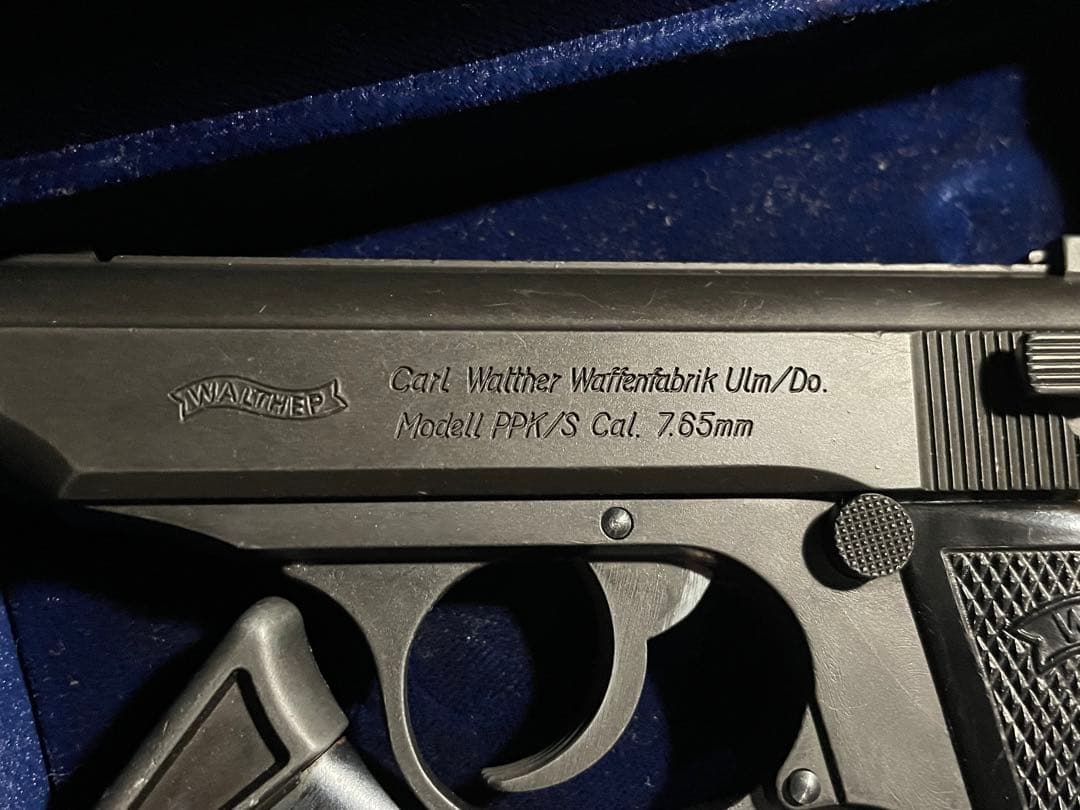 WALTHER
Carl Walther Waffenfabrik Ulm/Do.
Modell PPK/S Cal. 7.65mm